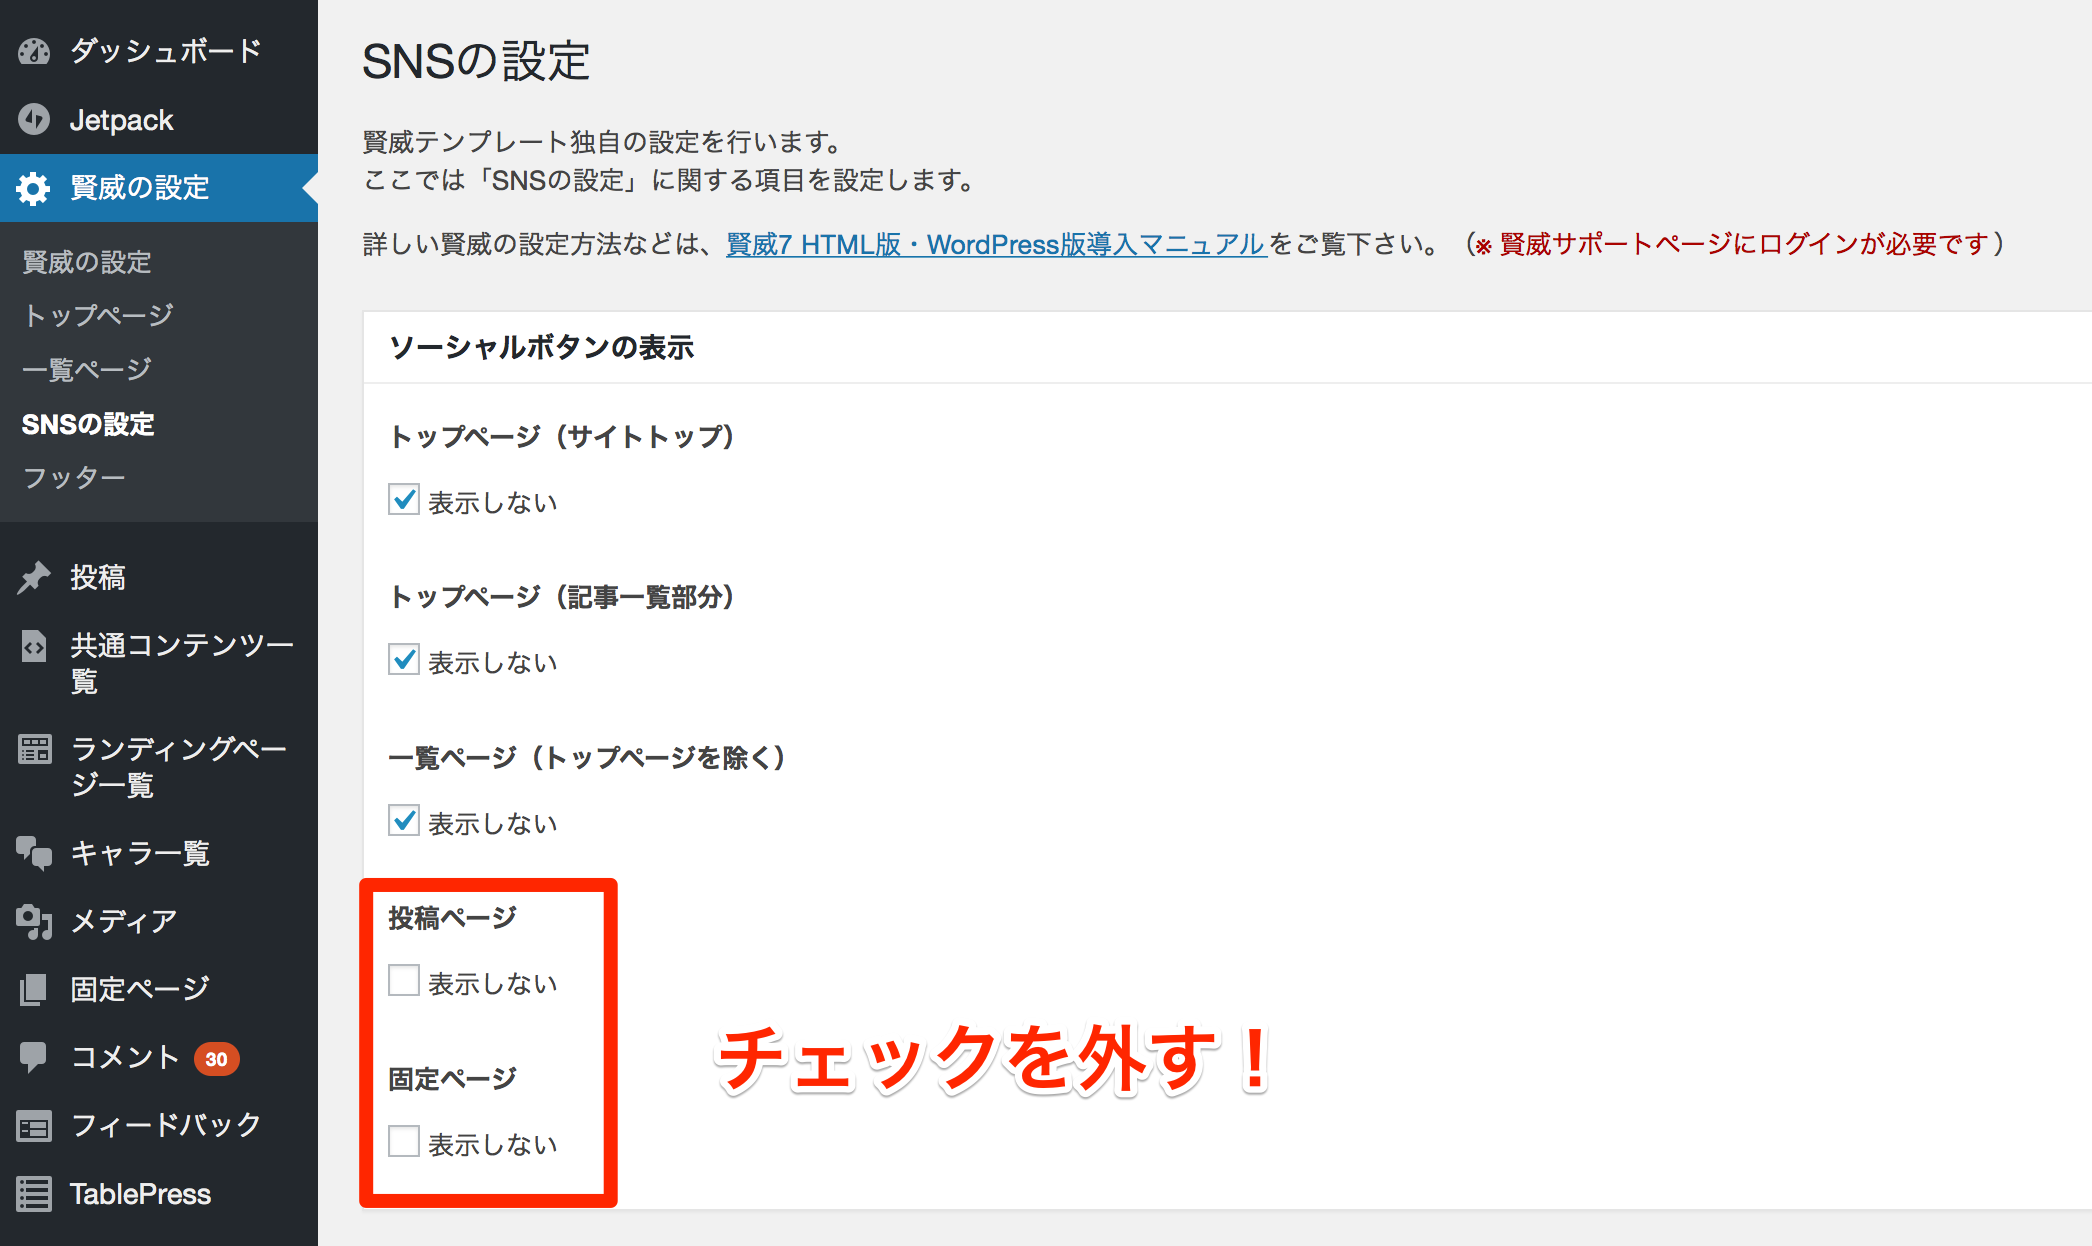 ダッシュボード
Jetpack
賢威の設定
賢威の設定
トップページ
一覧ページ
SNSの設定
フッター
投稿
共通コンテンツ一
覧
ランディングペー
ジ一覧
キャラ一覧
メディア
固定ページ
コメント 30
フィードバック
TablePress
SNSの設定
賢威テンプレート独自の設定を行います。
ここでは「SNSの設定」に関する項目を設定します。
詳しい賢威の設定方法などは、賢威7 HTML版・WordPress版導入マニュアルをご覧下さい。（※ 賢威サポートページにログインが必要です）
ソーシャルボタンの表示
トップページ（サイトトップ）
表示しない
トップページ（記事一覧部分）
表示しない
一覧ページ（トップページを除く）
表示しない
投稿ページ
表示しない
固定ページ
表示しない
チェックを外す！